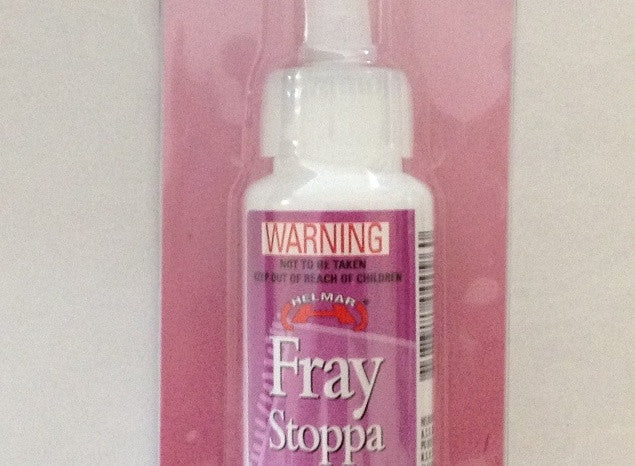 WARNING
NOT TO BE TAKEN
KEEP OUT OF REACH OF CHILDREN
HELMAR®
Fray
Stoppa